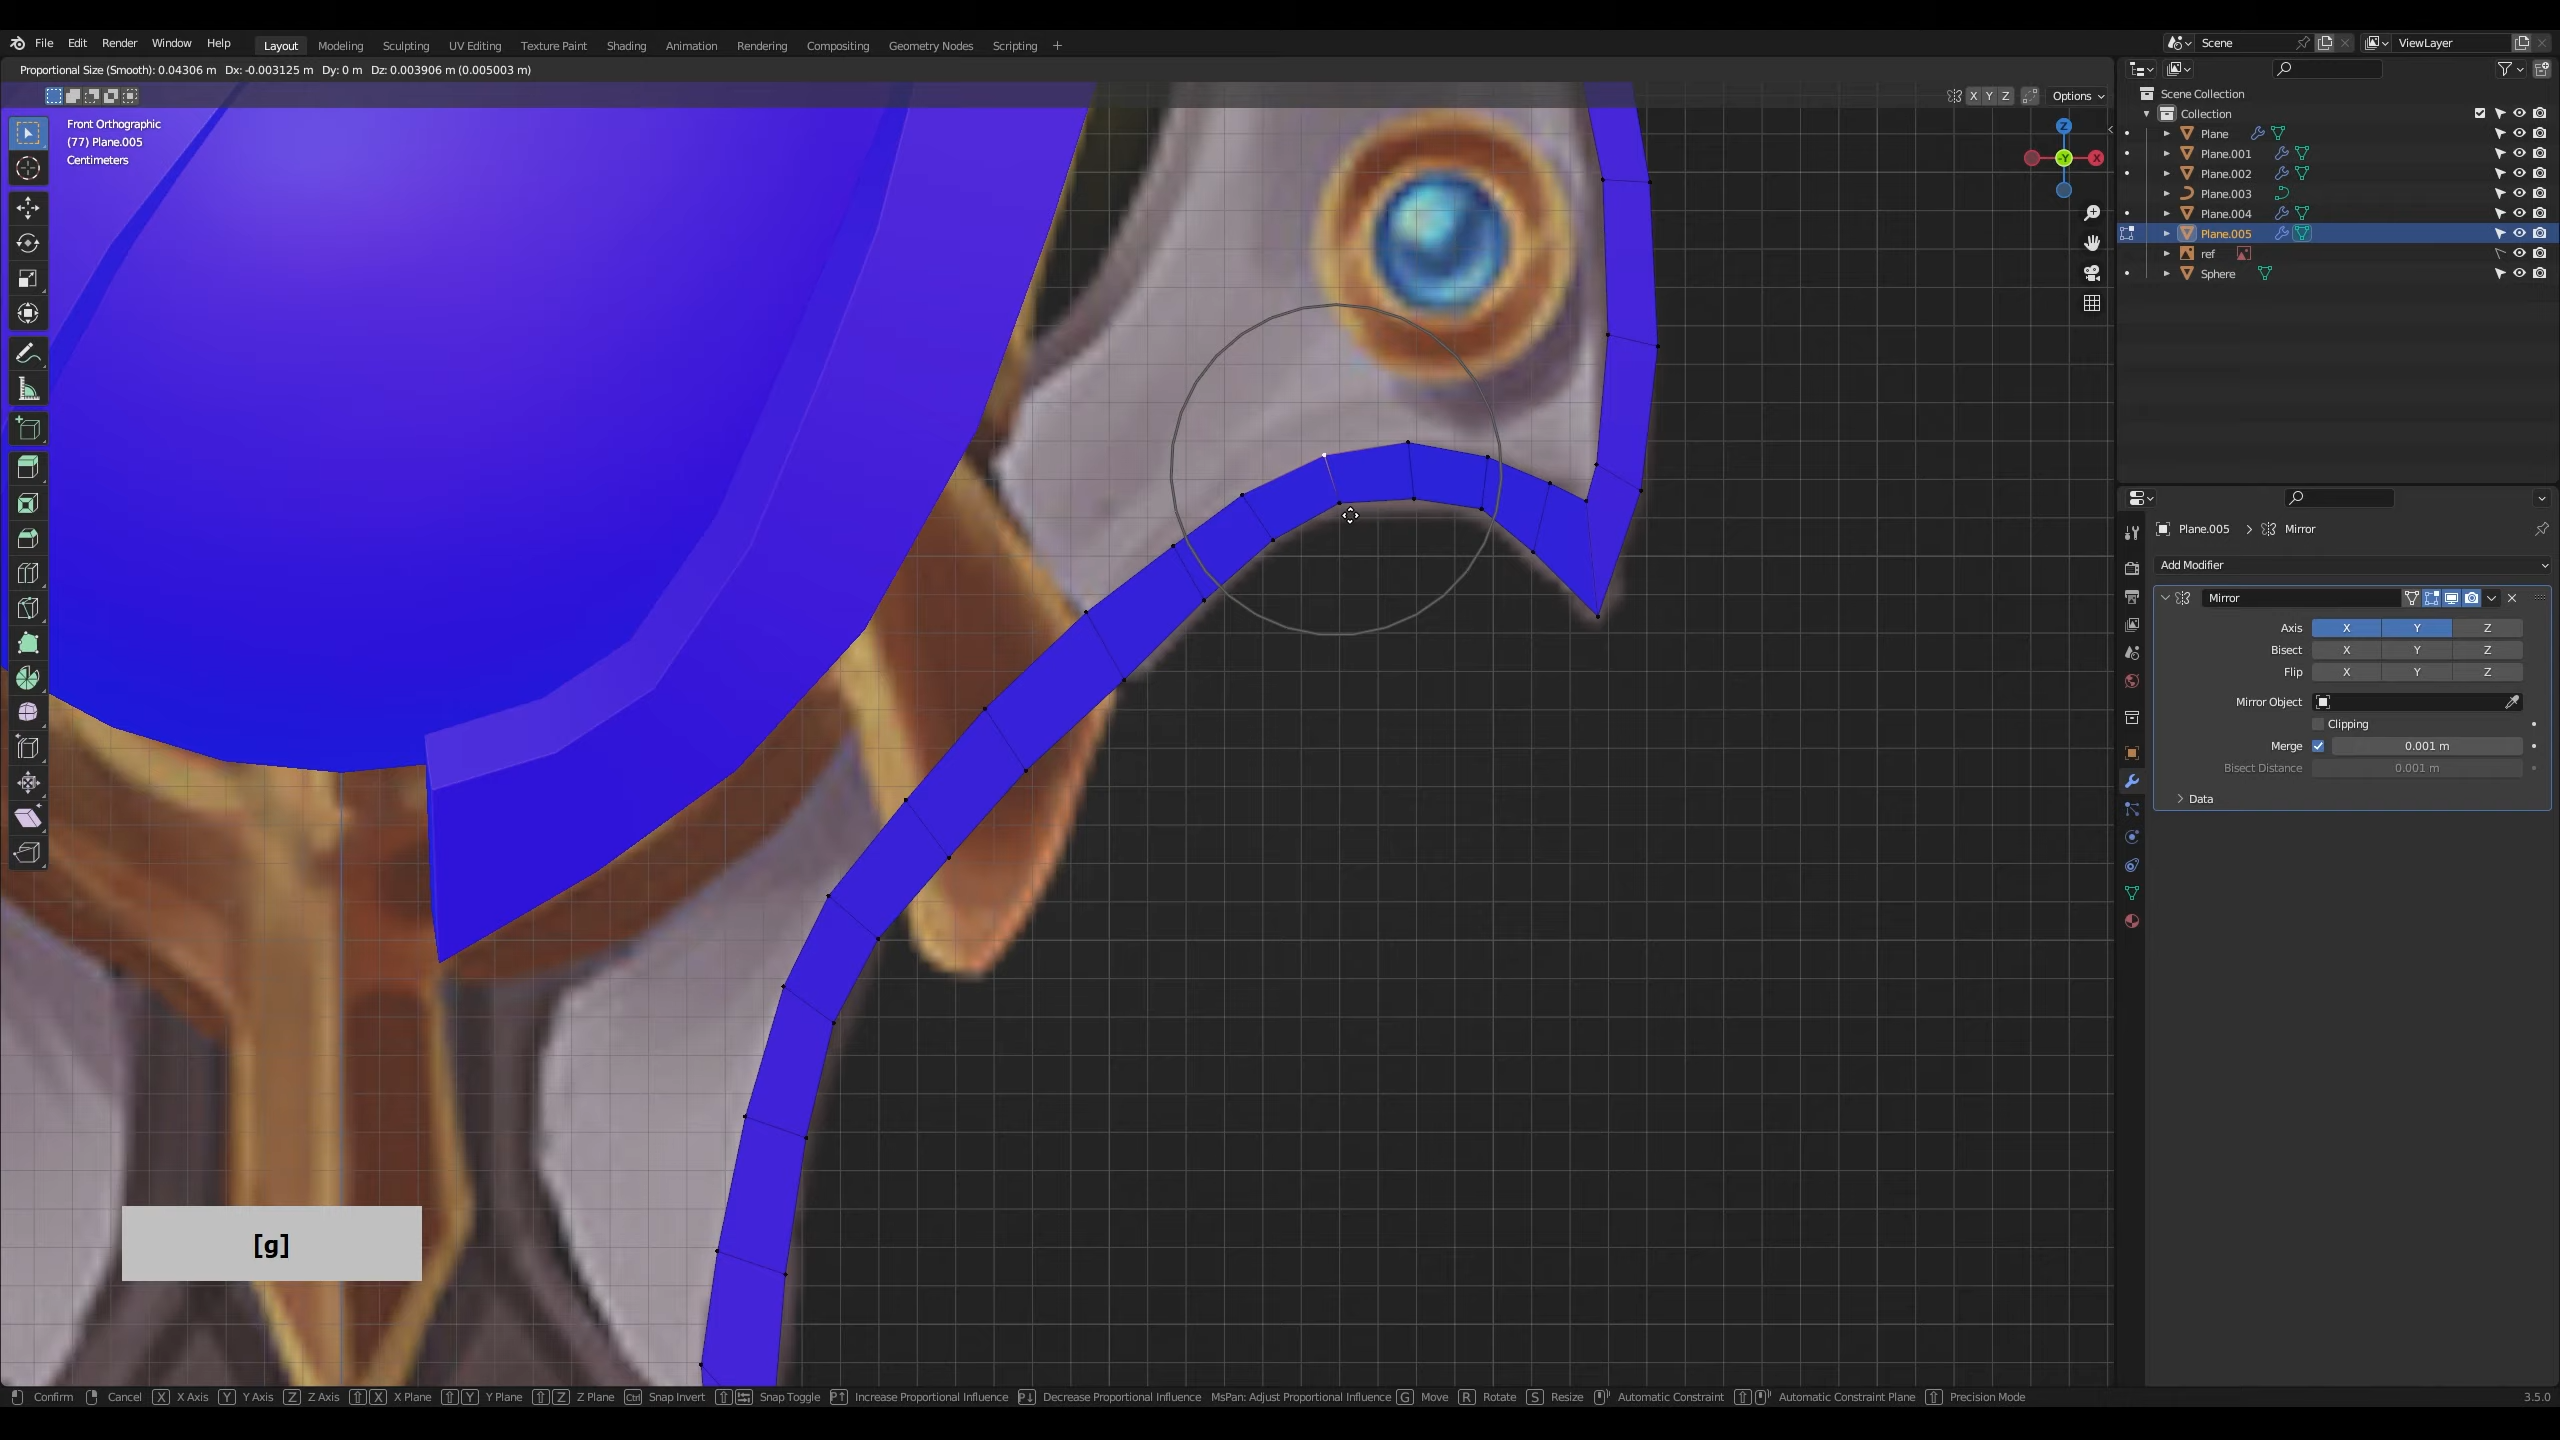 File Edit Render Window Help Layout Modeling Sculpting UV Editing Texture Paint Shading Animation Rendering Compositing Geometry Nodes Scripting + Scene ViewLayer
Proportional Size (Smooth): 0.04306 m Dx: -0.003125 m Dy: 0 m Dz: 0.003906 m (0.005003 m)
X Y Z Options
Front Orthographic
(77) Plane.005
Centimeters
Z
-Y
X
Scene Collection
Collection
Plane
Plane.001
Plane.002
Plane.003
Plane.004
Plane.005
ref
Sphere
Plane.005 > Mirror
Add Modifier
Mirror
Axis X Y Z
Bisect X Y Z
Flip X Y Z
Mirror Object
Clipping
Merge 0.001 m
Bisect Distance 0.001 m
Data
[g]
Confirm Cancel X X Axis Y Y Axis Z Z Axis X X Plane Y Y Plane Z Z Plane Ctrl Snap Invert Snap Toggle P↑ Increase Proportional Influence P↓ Decrease Proportional Influence MsPan: Adjust Proportional Influence G Move R Rotate S Resize Automatic Constraint Automatic Constraint Plane Precision Mode 3.5.0